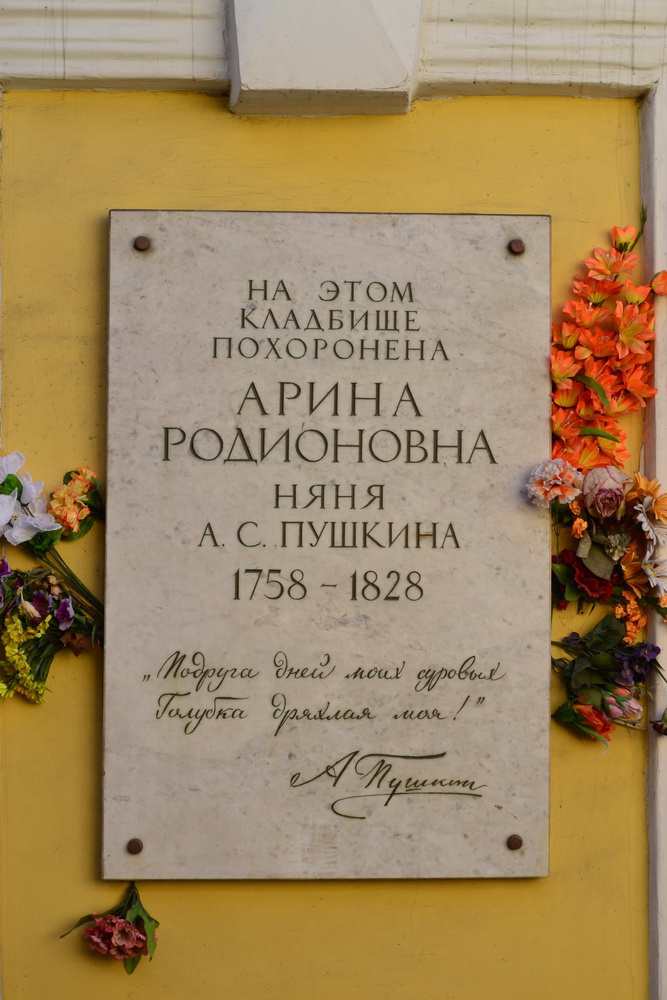 НА ЭТОМ
КЛАДБИЩЕ
ПОХОРОНЕНА
АРИНА
РОДИОНОВНА
НЯНЯ
А. С. ПУШКИНА
1758 – 1828
„Подруга дней моих суровых
Голубка дряхлая моя!”
А Пушкин